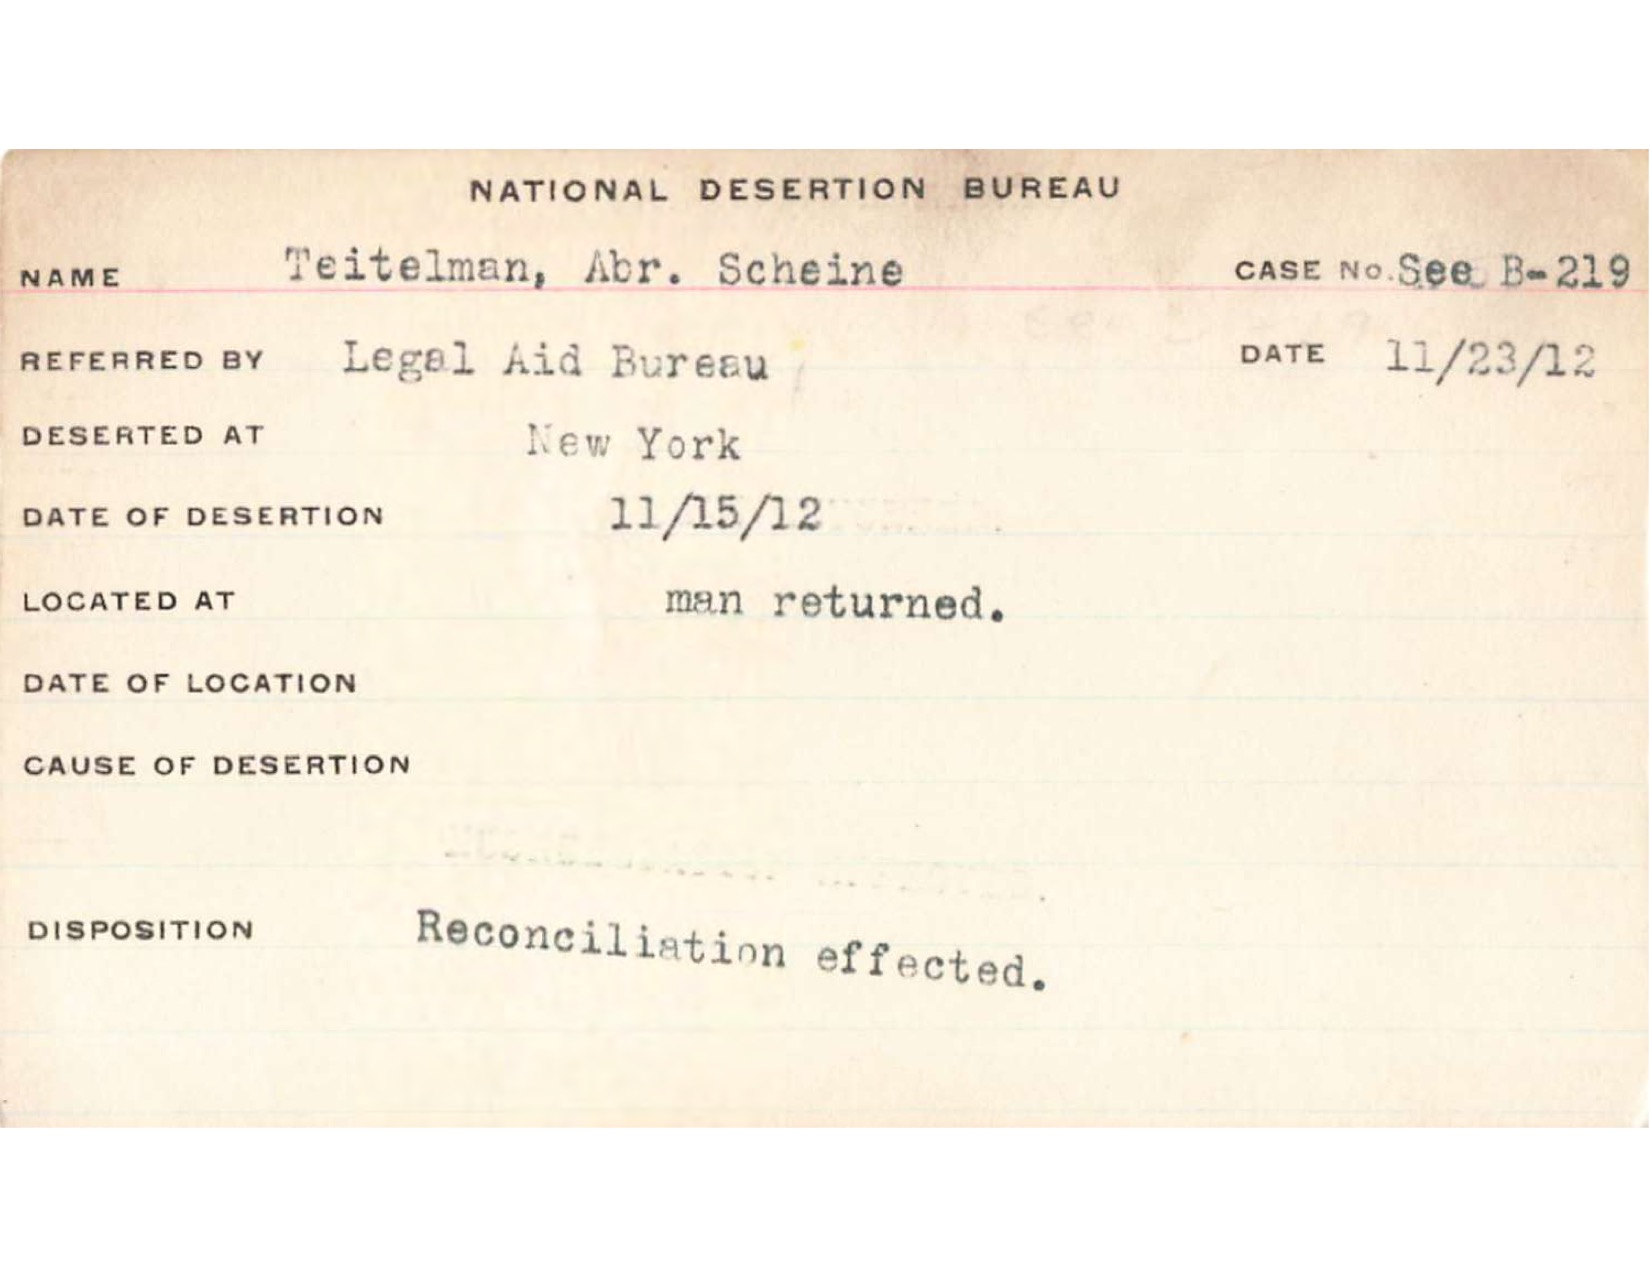 NATIONAL DESERTION BUREAU
NAME Teitelman, Abr. Scheine CASE No. See B-219
REFERRED BY Legal Aid Bureau DATE 11/23/12
DESERTED AT New York
DATE OF DESERTION 11/15/12
LOCATED AT man returned.
DATE OF LOCATION
CAUSE OF DESERTION
DISPOSITION Reconciliation effected.